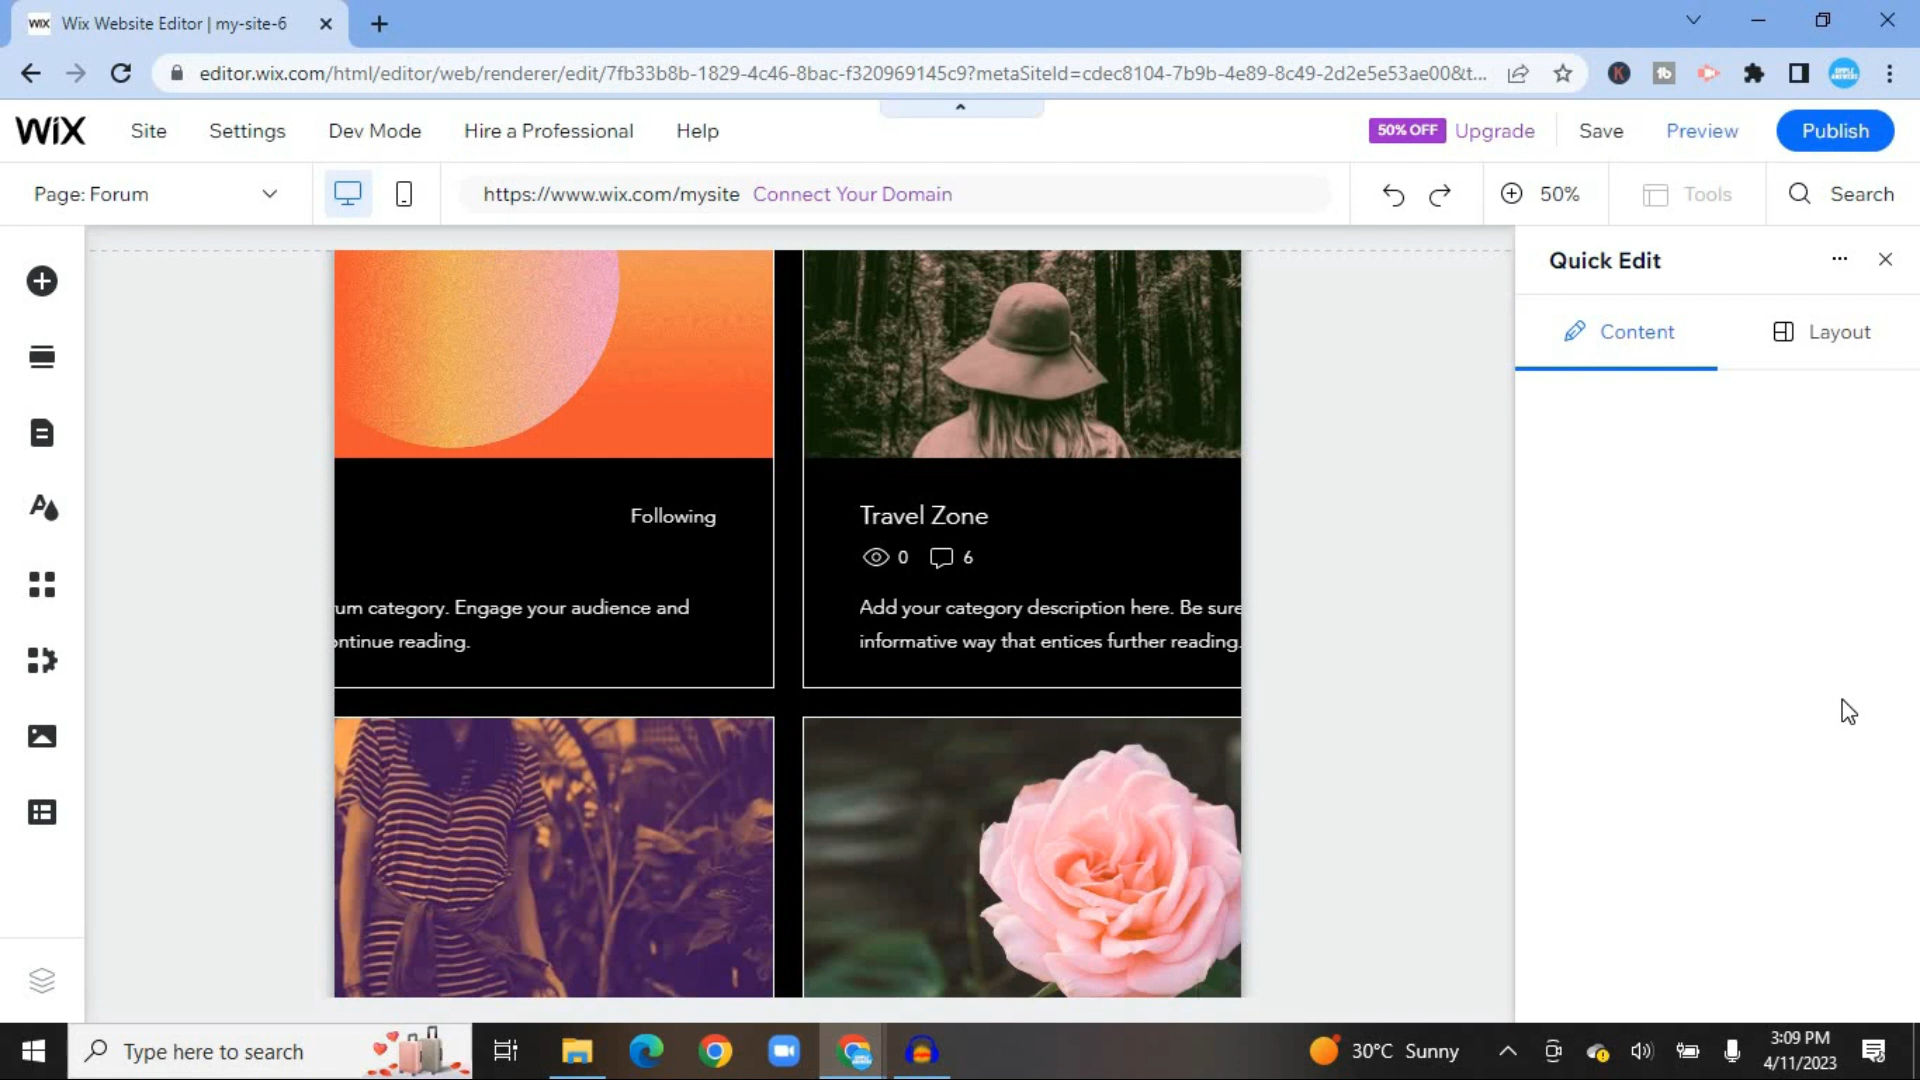 WIX Wix Website Editor | my-site-6
editor.wix.com/html/editor/web/renderer/edit/7fb33b8b-1829-4c46-8bac-f320969145c9?metaSiteId=cdec8104-7b9b-4e89-8c49-2d2e5e53ae00&t...
K
WiX Site Settings Dev Mode Hire a Professional Help 50% OFF Upgrade Save Preview Publish
Page: Forum https://www.wix.com/mysite Connect Your Domain 50% Tools Search
Quick Edit
Content Layout
Following
um category. Engage your audience and
ontinue reading.
Travel Zone
0 6
Add your category description here. Be sure
informative way that entices further reading.
Type here to search
30°C Sunny
3:09 PM
4/11/2023